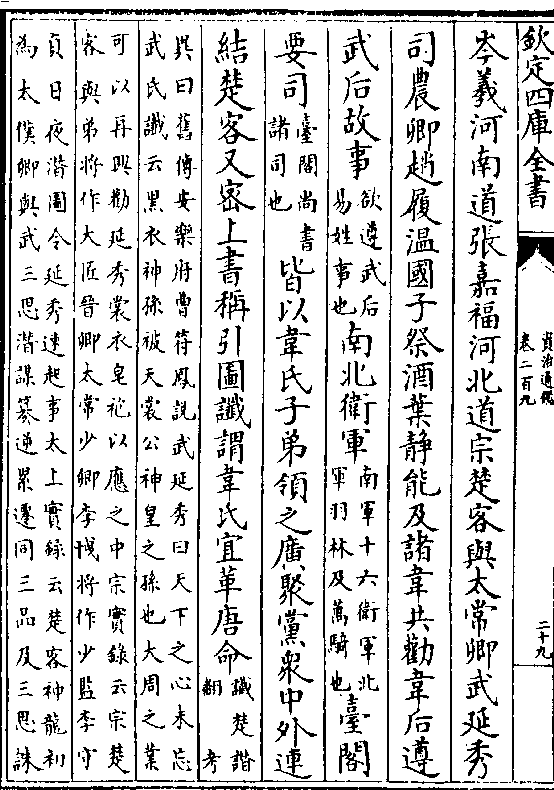 欽定四庫全書
資治通鑑
卷二百九
二十九
岑羲河南道張嘉福河北道宗楚客與太常卿武延秀
司農卿趙履溫國子祭酒葉靜能及諸韋共勸韋后遵
武后故事欲遵武后易姓事也南北衛軍南軍十六衛軍北軍羽林及萬騎也臺閣
要司臺閣尚書諸司也皆以韋氏子弟領之廣聚黨衆中外連
結楚客又密上書稱引圖讖謂韋氏宜革唐命讖楚譖翻考
異曰舊傳安樂府曹符鳳說武延秀曰天下之心未忘
武氏讖云黑衣神孫被天裳公神皇之孫也大周之業
可以再興勸延秀裳衣皂袍以應之中宗實錄云宗楚
客與弟將作大匠晉卿太常少卿李將作少監李守
貞日夜潛圖令延秀速起事太上實錄云楚客神龍初
為太僕卿與武三思潛謀簒逆累遷同三品及三思誅